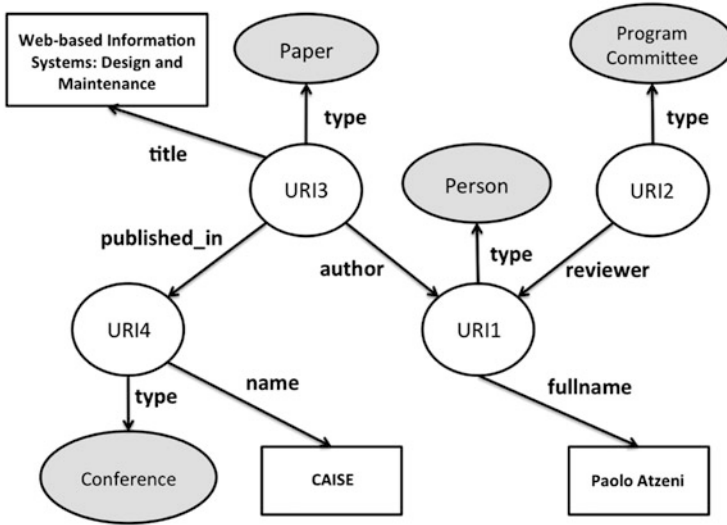 Web-based Information
Systems: Design and
Maintenance
Paper
Program
Committee
type
type
title
URI3
Person
URI2
published_in
author
type
reviewer
URI4
URI1
type
name
fullname
Conference
CAISE
Paolo Atzeni